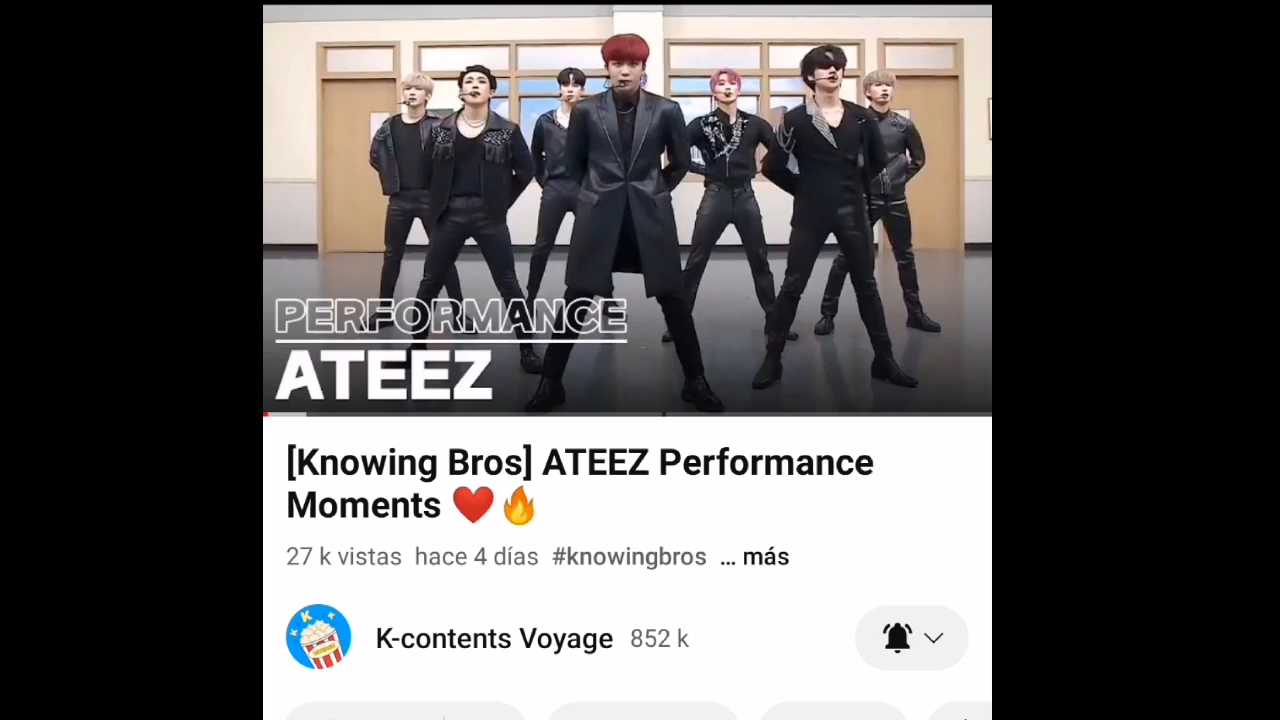 PERFORMANCE
ATEEZ
[Knowing Bros] ATEEZ Performance
Moments ❤️🔥
27 k vistas hace 4 días #knowingbros ... más
K-contents Voyage 852 k